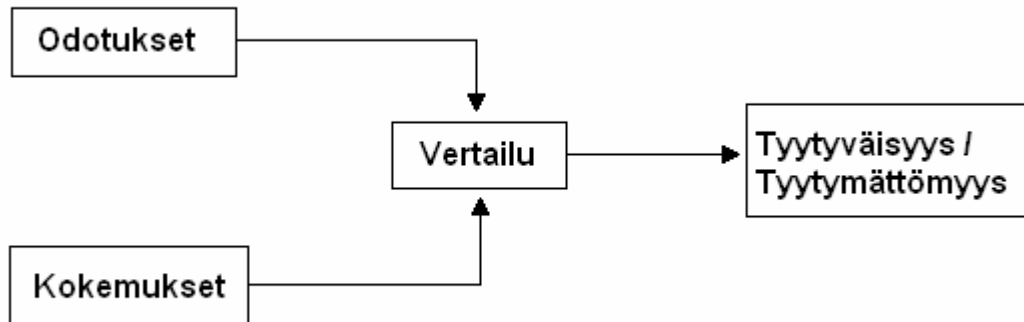 Odotukset
Vertailu
Tyytyväisyys /
Tyytymättömyys
Kokemukset